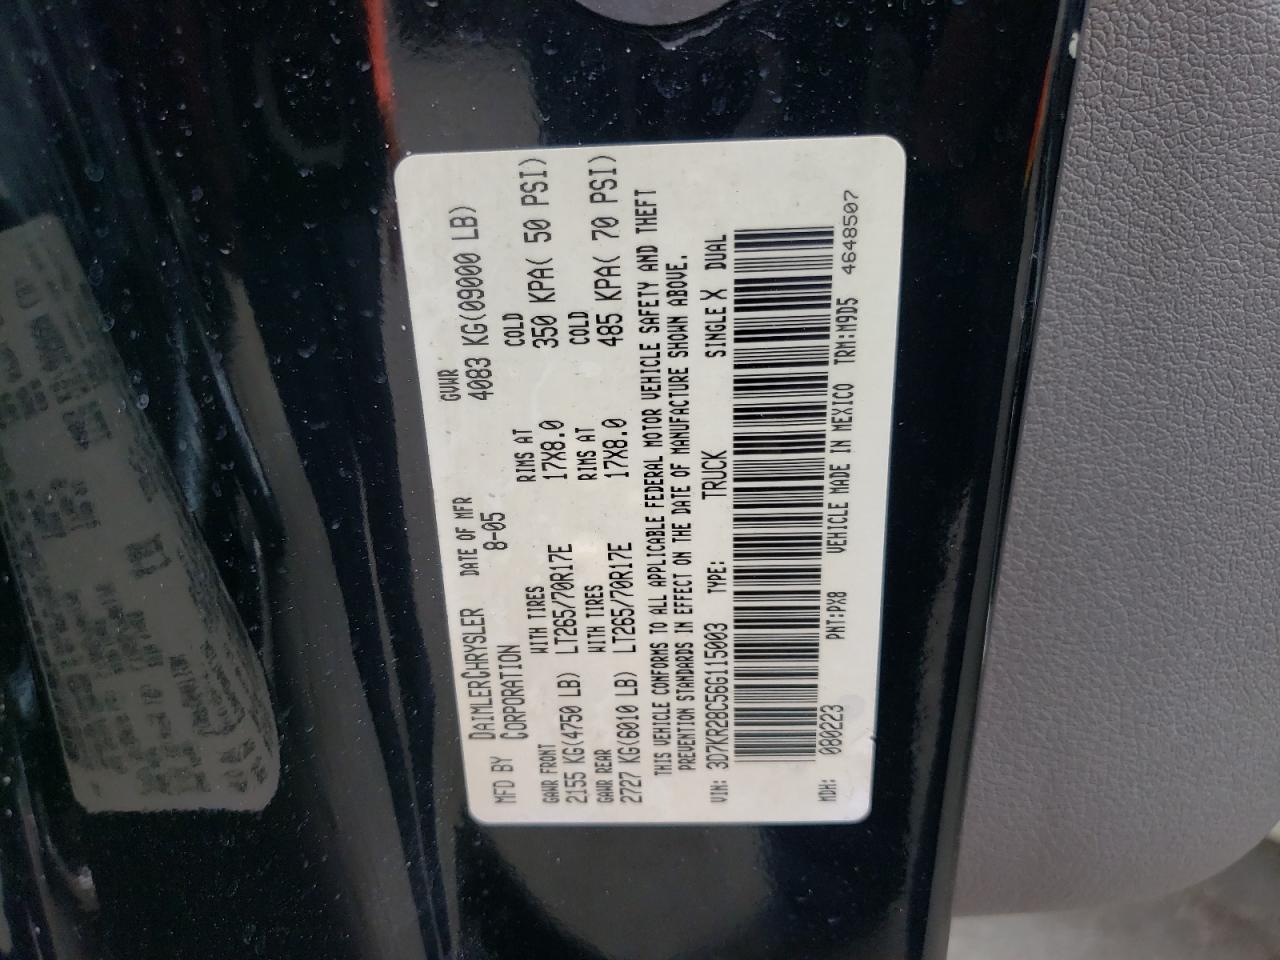 MFD BY DAIMLERCHRYSLER CORPORATION DATE OF MFR 8-05 GVWR 4083 KG(09000 LB)
GAWR FRONT WITH TIRES RIMS AT COLD
2155 KG(4750 LB) LT265/70R17E 17X8.0 350 KPA( 50 PSI)
GAWR REAR WITH TIRES RIMS AT COLD
2727 KG(6010 LB) LT265/70R17E 17X8.0 485 KPA( 70 PSI)
THIS VEHICLE CONFORMS TO ALL APPLICABLE FEDERAL MOTOR VEHICLE SAFETY AND THEFT
PREVENTION STANDARDS IN EFFECT ON THE DATE OF MANUFACTURE SHOWN ABOVE.
VIN: 3D7KR28C56G115003 TYPE: TRUCK SINGLE X DUAL
MDH: 080223 PNT:PX8 VEHICLE MADE IN MEXICO TRM:M9D5 4648507